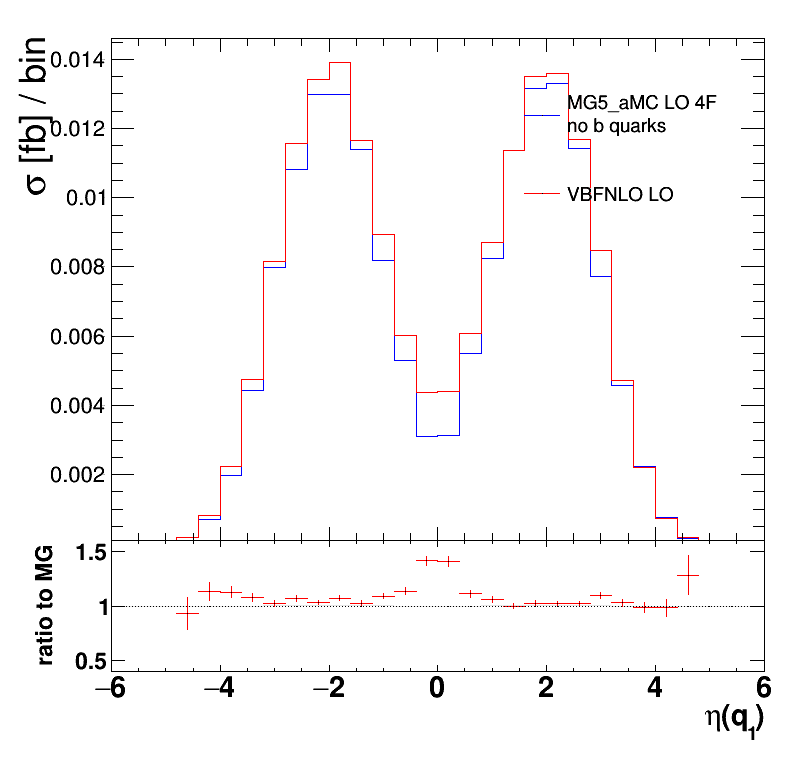 σ [fb] / bin
0.014
0.012
0.01
0.008
0.006
0.004
0.002
MG5_aMC LO 4F
no b quarks
VBFNLO LO
ratio to MG
1.5
1
0.5
−6 −4 −2 0 2 4 6
η(q1)